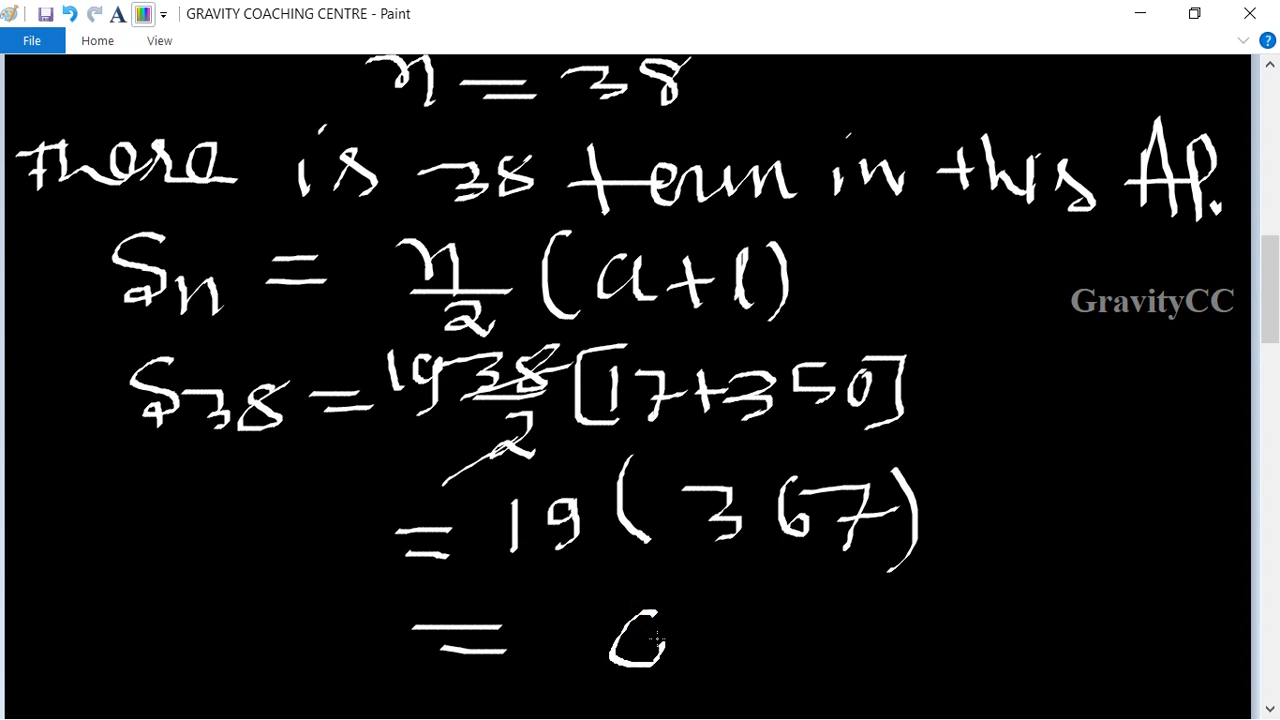 GRAVITY COACHING CENTRE - Paint
File Home View
n = 38
There is 38 term in this AP.
Sn = n/2 (a+l)
GravityCC
S38 = 19 38/2 [17+350]
= 19 (367)
= 6